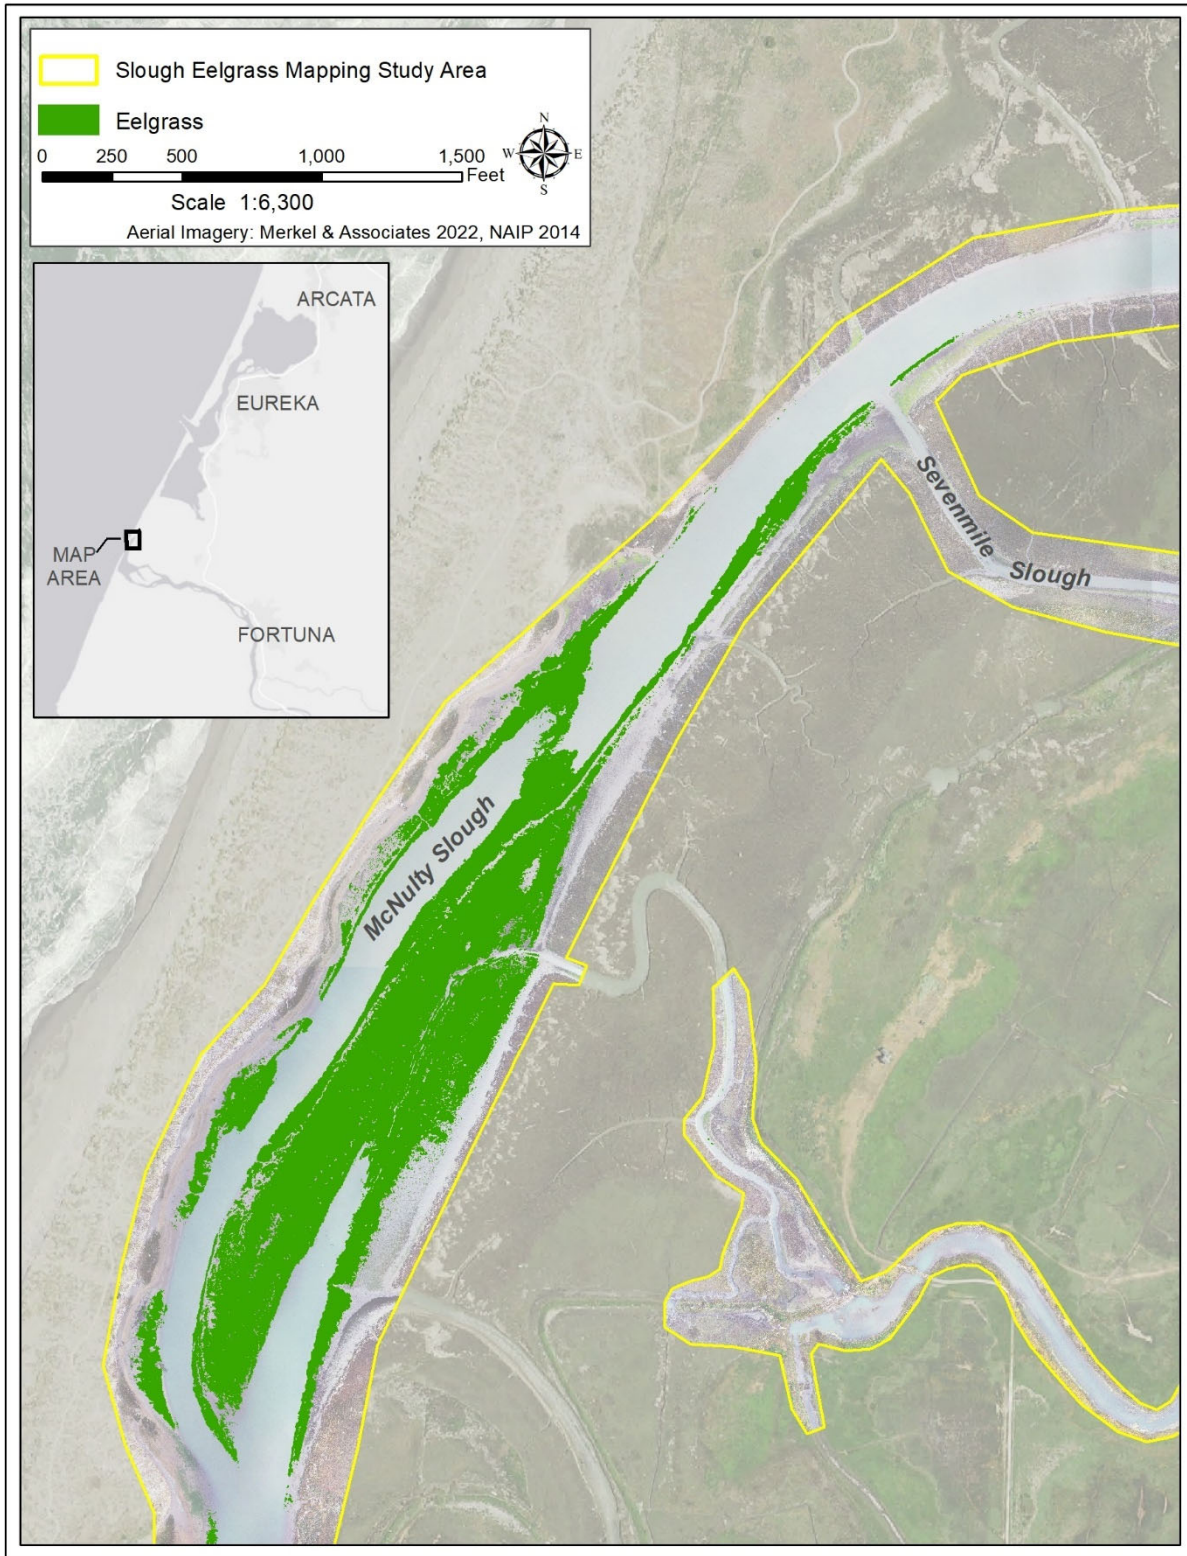 Slough Eelgrass Mapping Study Area
Eelgrass
N
W E
S
0 250 500 1,000 1,500
Feet
Scale 1:6,300
Aerial Imagery: Merkel & Associates 2022, NAIP 2014
ARCATA
EUREKA
MAP
AREA
FORTUNA
Sevenmile Slough
McNulty Slough